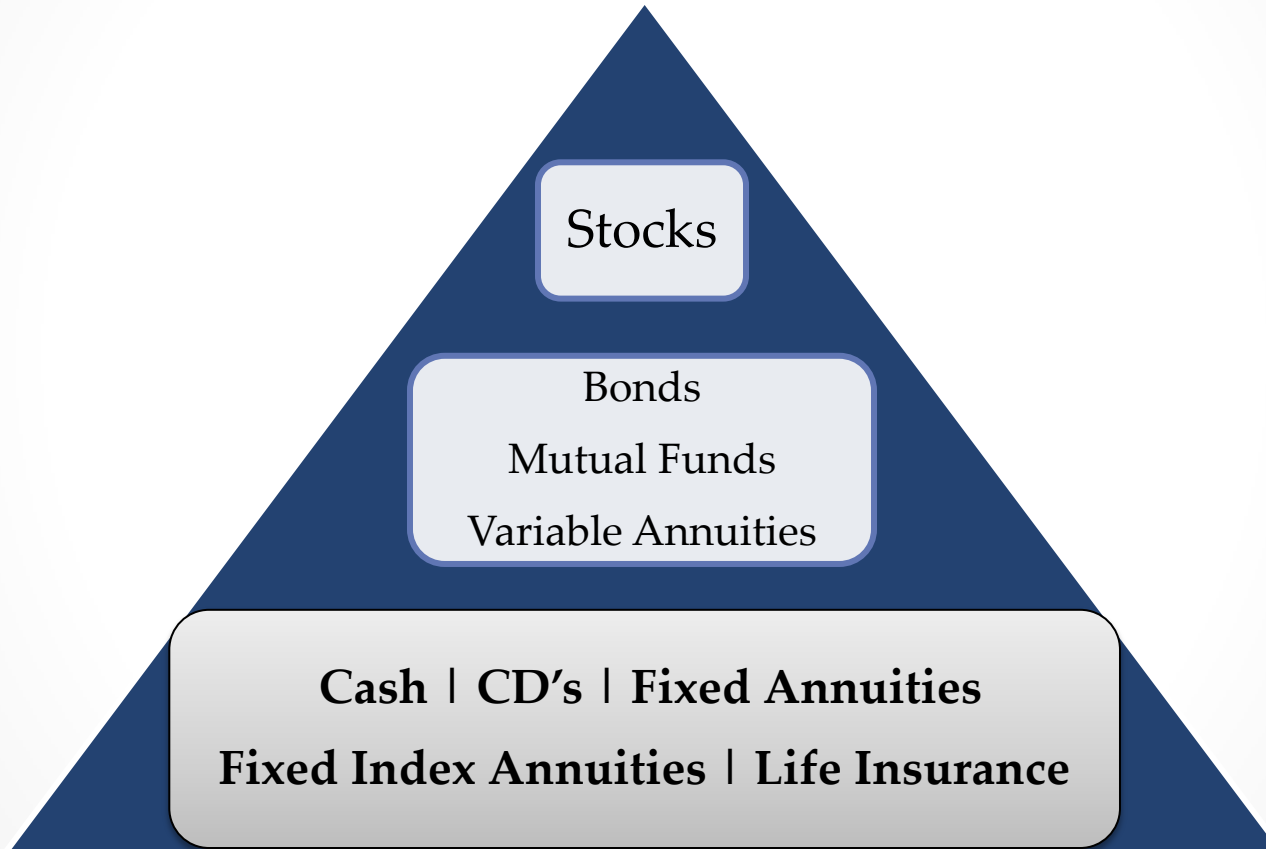 Stocks
Bonds
Mutual Funds
Variable Annuities
Cash | CD’s | Fixed Annuities
Fixed Index Annuities | Life Insurance